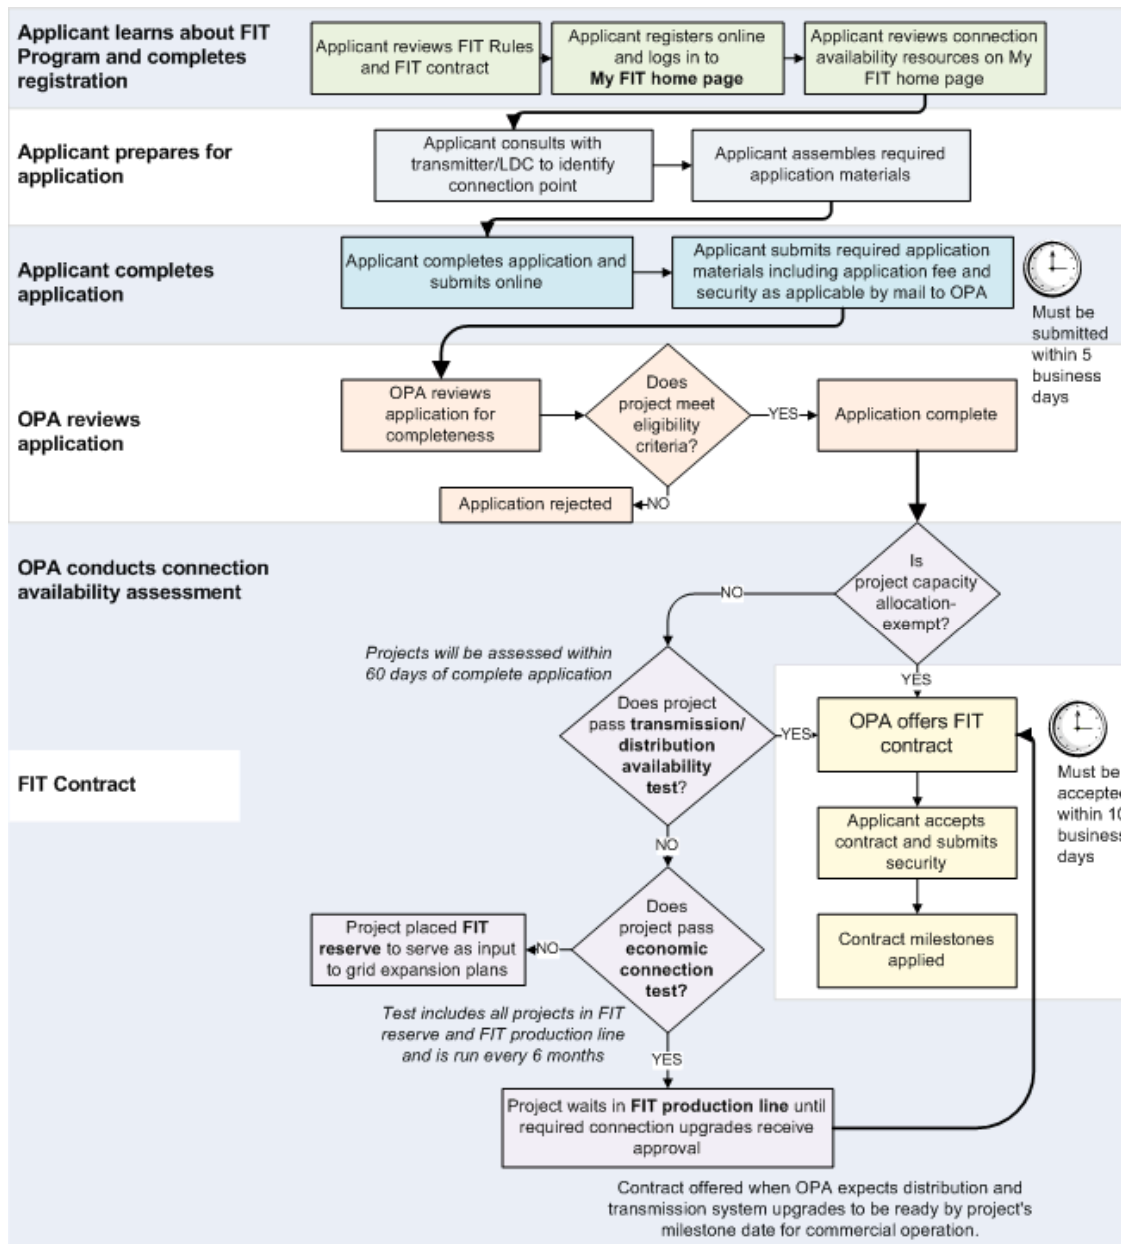 Applicant learns about FIT
Program and completes
registration
Applicant reviews FIT Rules
and FIT contract
Applicant registers online
and logs in to
My FIT home page
Applicant reviews connection
availability resources on My
FIT home page
Applicant prepares for
application
Applicant consults with
transmitter/LDC to identify
connection point
Applicant assembles required
application materials
Applicant completes
application
Applicant completes application and
submits online
Applicant submits required application
materials including application fee and
security as applicable by mail to OPA
Must be
submitted
within 5
business
days
OPA reviews
application
OPA reviews
application for
completeness
Does
project meet
eligibility
criteria?
YES
Application complete
NO
Application rejected
OPA conducts connection
availability assessment
Is
project capacity
allocation-
exempt?
NO
YES
Projects will be assessed within
60 days of complete application
Does project
pass transmission/
distribution
availability
test?
YES
OPA offers FIT
contract
Must be
accepted
within 10
business
days
FIT Contract
Applicant accepts
contract and submits
security
NO
Does
project pass
economic
connection
test?
NO
Project placed FIT
reserve to serve as input
to grid expansion plans
Contract milestones
applied
Test includes all projects in FIT
reserve and FIT production line
and is run every 6 months
YES
Project waits in FIT production line until
required connection upgrades receive
approval
Contract offered when OPA expects distribution and
transmission system upgrades to be ready by project's
milestone date for commercial operation.